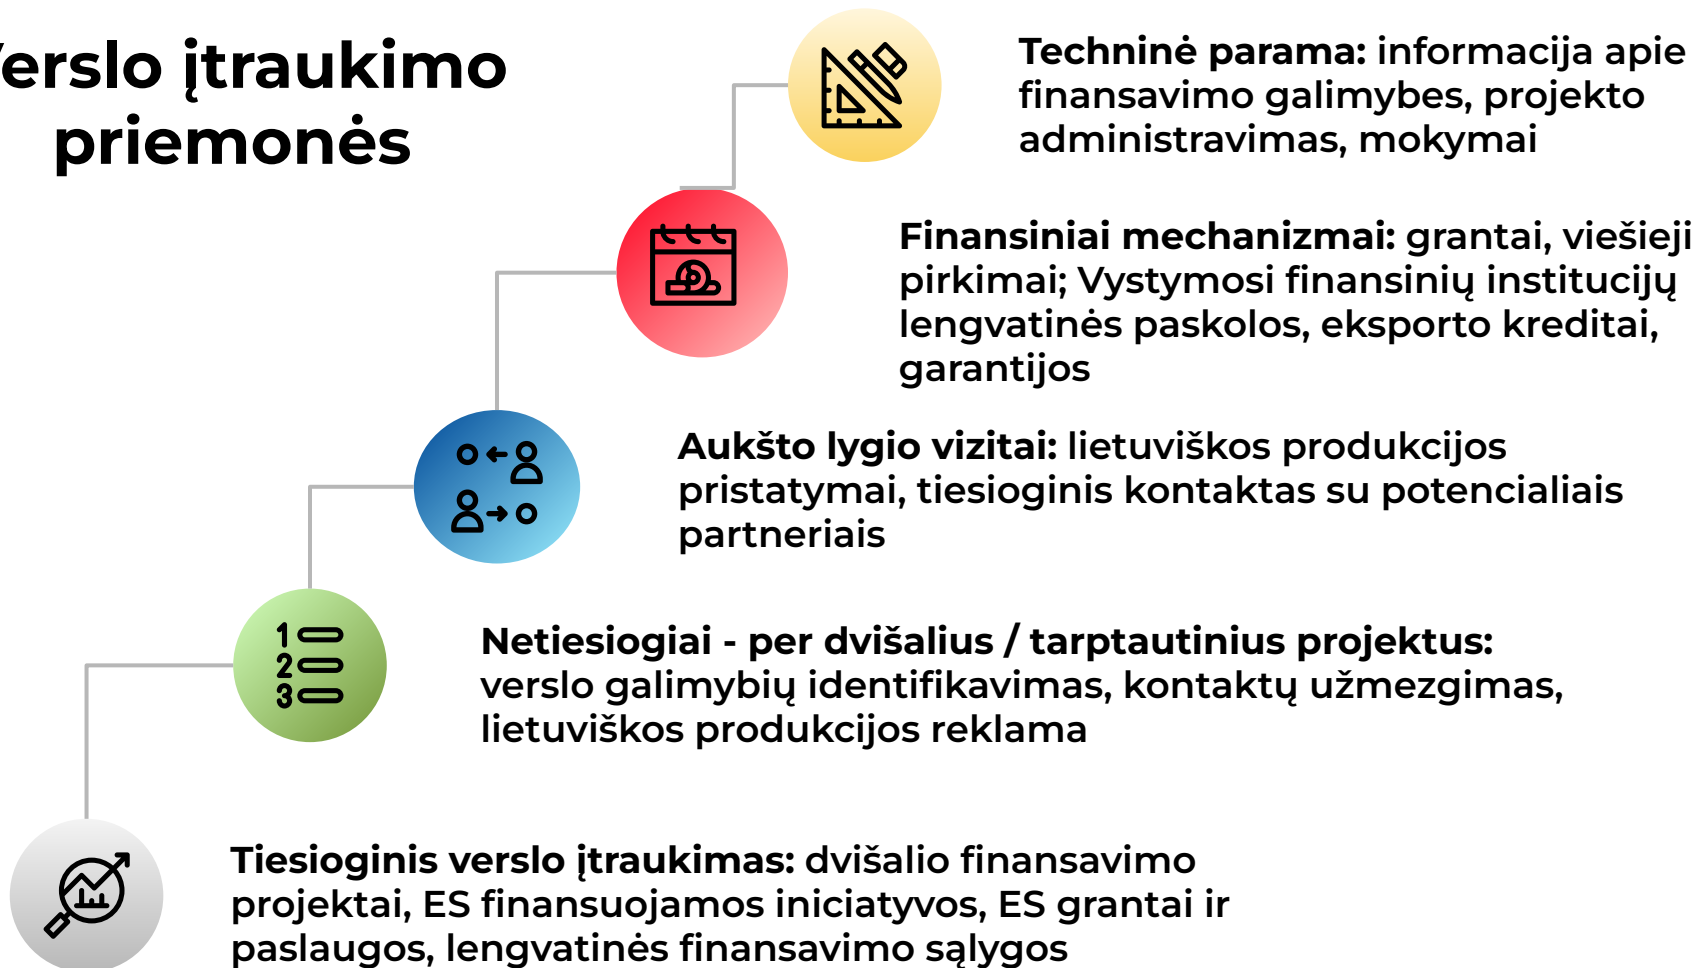 erslo įtraukimo
priemonės
Techninė parama: informacija apie
finansavimo galimybes, projekto
administravimas, mokymai
Finansiniai mechanizmai: grantai, viešieji
pirkimai; Vystymosi finansinių institucijų
lengvatinės paskolos, eksporto kreditai,
garantijos
Aukšto lygio vizitai: lietuviškos produkcijos
pristatymai, tiesioginis kontaktas su potencialiais
partneriais
1
2
3
Netiesiogiai - per dvišalius / tarptautinius projektus:
verslo galimybių identifikavimas, kontaktų užmezgimas,
lietuviškos produkcijos reklama
Tiesioginis verslo įtraukimas: dvišalio finansavimo
projektai, ES finansuojamos iniciatyvos, ES grantai ir
paslaugos, lengvatinės finansavimo sąlygos